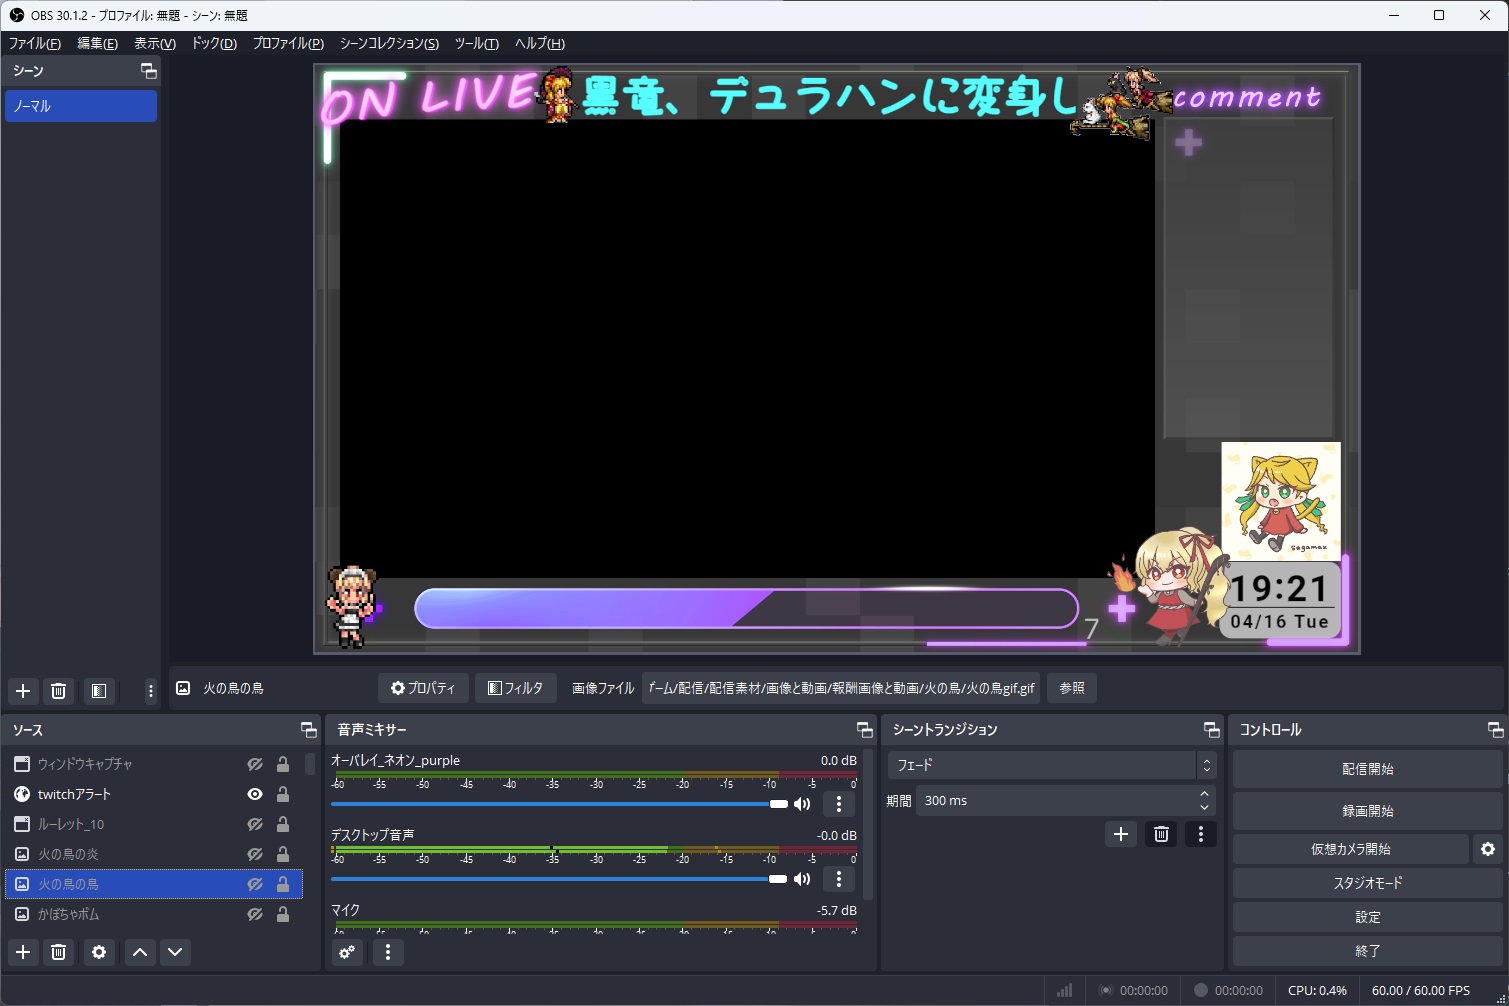 OBS 30.1.2 - プロファイル: 無題 - シーン: 無題
ファイル(F) 編集(E) 表示(V) ドック(D) プロファイル(P) シーンコレクション(S) ツール(T) ヘルプ(H)
シーン
ノーマル
ON LIVE
黒竜、デュラハンに変身し
comment
sagamax
19:21
04/16 Tue
7
火の鳥の鳥
プロパティ
フィルタ
画像ファイル
ゲーム/配信/配信素材/画像と動画/報酬画像と動画/火の鳥/火の鳥gif.gif
参照
ソース
ウィンドウキャプチャ
twitchアラート
ルーレット_10
火の鳥の炎
火の鳥の鳥
かぼちゃボム
音声ミキサー
オーバレイ_ネオン_purple 0.0 dB
-60 -55 -50 -45 -40 -35 -30 -25 -20 -15 -10 -5 0
デスクトップ音声 -0.0 dB
-60 -55 -50 -45 -40 -35 -30 -25 -20 -15 -10 -5 0
マイク -5.7 dB
シーントランジション
フェード
期間 300 ms
コントロール
配信開始
録画開始
仮想カメラ開始
スタジオモード
設定
終了
00:00:00 00:00:00 CPU: 0.4% 60.00 / 60.00 FPS